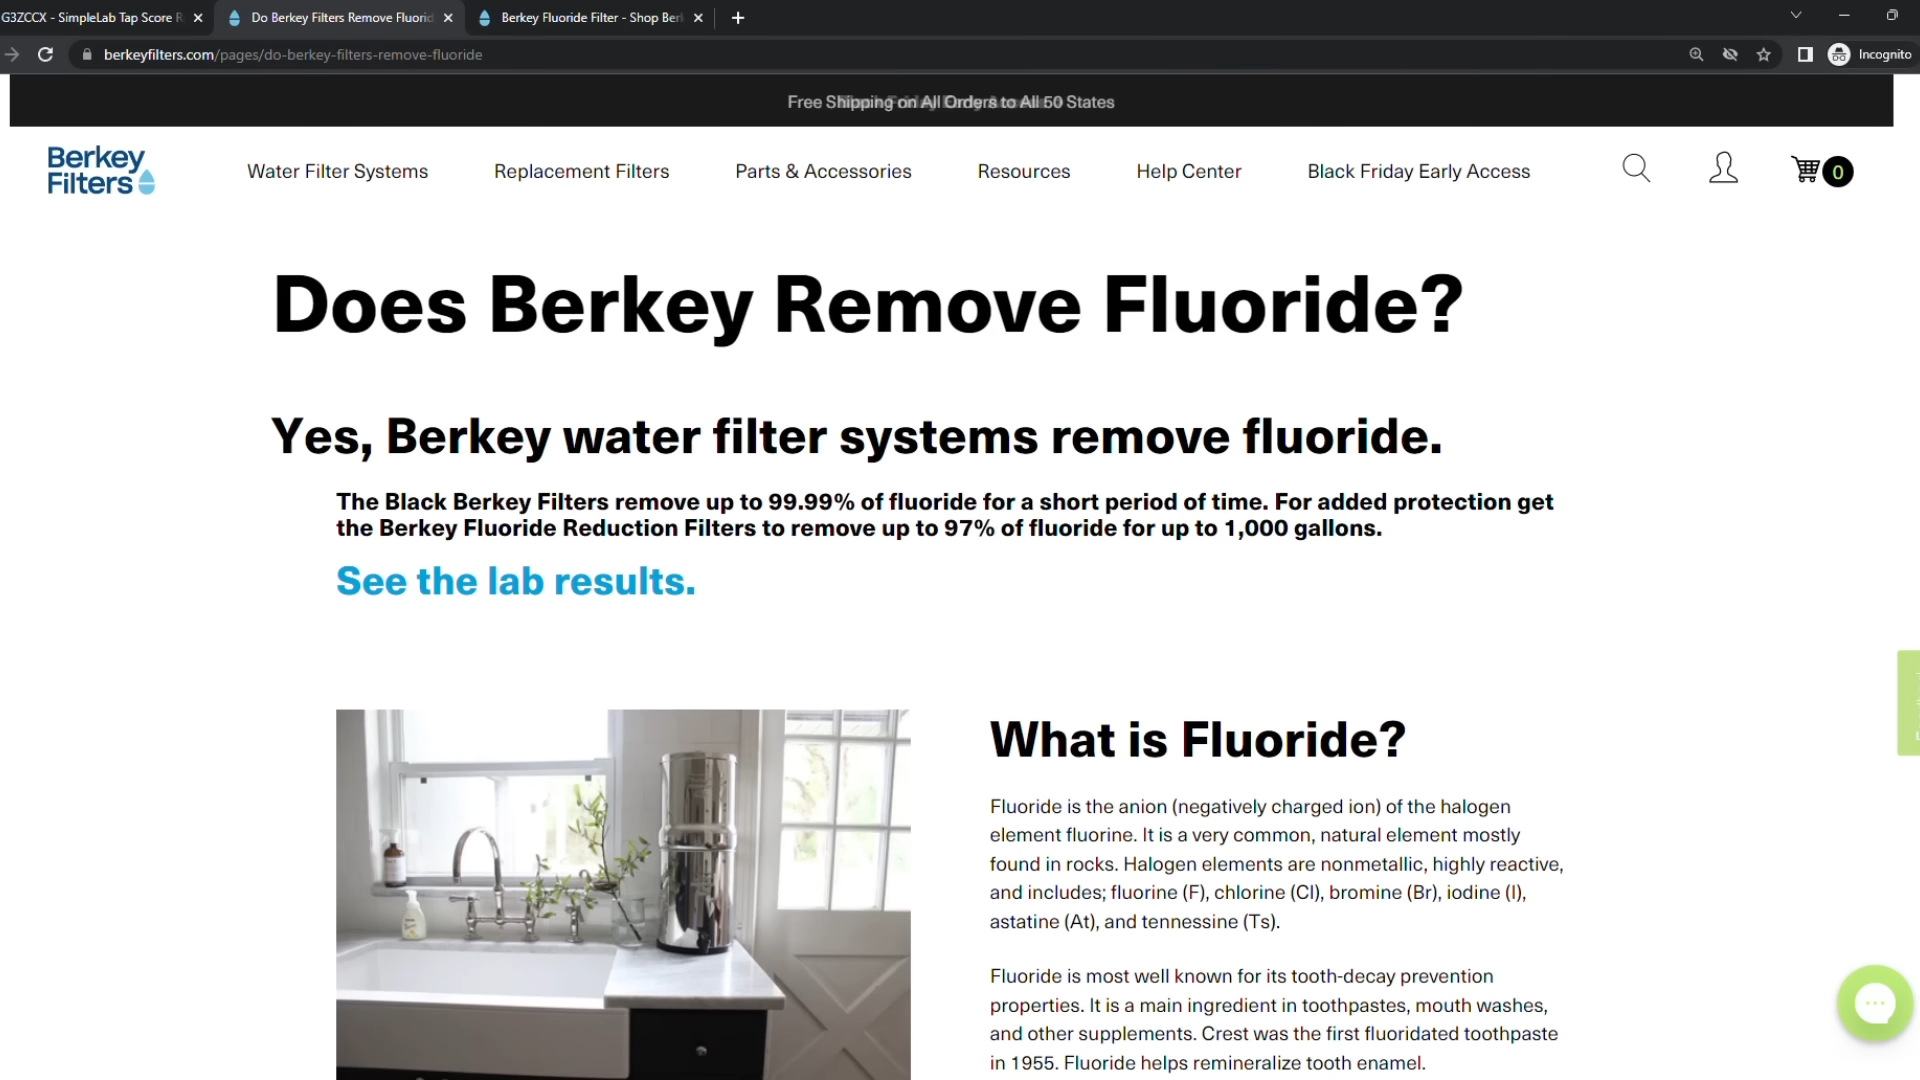 G3ZCCX - SimpleLab Tap Score R
Do Berkey Filters Remove Fluorid
Berkey Fluoride Filter - Shop Berk
berkeyfilters.com/pages/do-berkey-filters-remove-fluoride
Incognito
Free Shipping on All Orders to All 50 States
Berkey
Filters
Water Filter Systems
Replacement Filters
Parts & Accessories
Resources
Help Center
Black Friday Early Access
0
Does Berkey Remove Fluoride?
Yes, Berkey water filter systems remove fluoride.
The Black Berkey Filters remove up to 99.99% of fluoride for a short period of time. For added protection get
the Berkey Fluoride Reduction Filters to remove up to 97% of fluoride for up to 1,000 gallons.
See the lab results.
What is Fluoride?
Fluoride is the anion (negatively charged ion) of the halogen
element fluorine. It is a very common, natural element mostly
found in rocks. Halogen elements are nonmetallic, highly reactive,
and includes; fluorine (F), chlorine (Cl), bromine (Br), iodine (I),
astatine (At), and tennessine (Ts).
Fluoride is most well known for its tooth-decay prevention
properties. It is a main ingredient in toothpastes, mouth washes,
and other supplements. Crest was the first fluoridated toothpaste
in 1955. Fluoride helps remineralize tooth enamel.